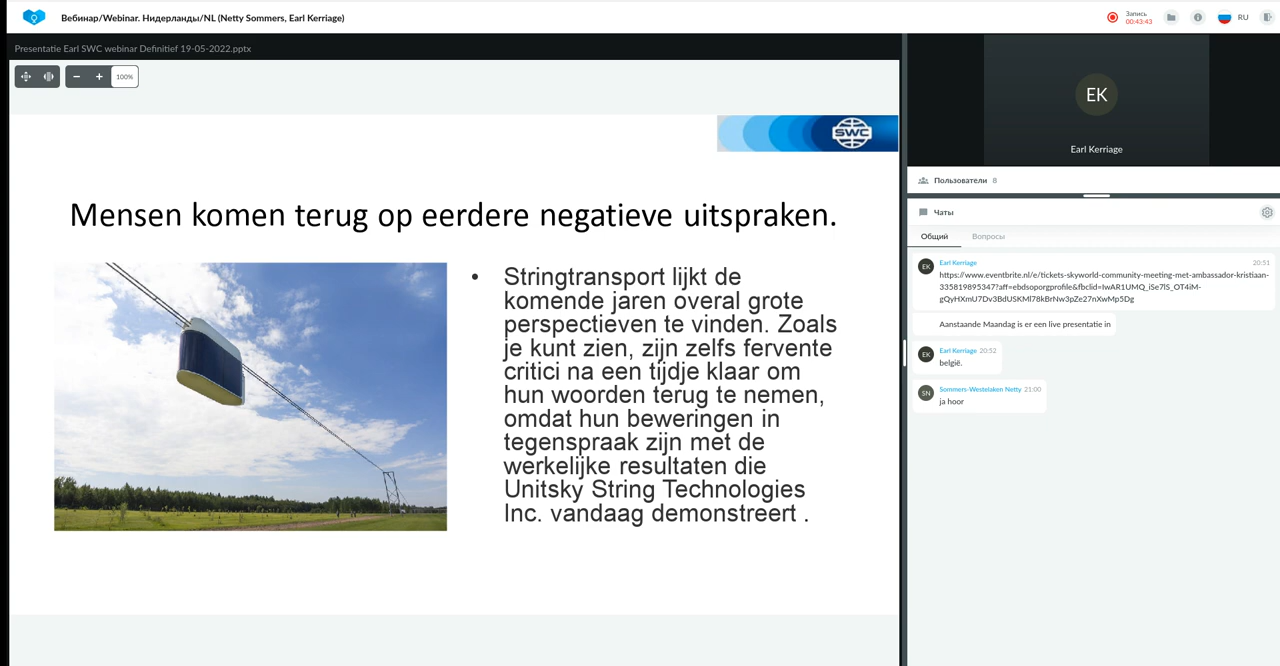 Вебинар/Webinar. Нидерланды/NL (Netty Sommers, Earl Kerriage)
Запись
00:43:43
RU
Presentatie Earl SWC webinar Definitief 19-05-2022.pptx
100%
SWC
Mensen komen terug op eerdere negatieve uitspraken.
• Stringtransport lijkt de
komende jaren overal grote
perspectieven te vinden. Zoals
je kunt zien, zijn zelfs fervente
critici na een tijdje klaar om
hun woorden terug te nemen,
omdat hun beweringen in
tegenspraak zijn met de
werkelijke resultaten die
Unitsky String Technologies
Inc. vandaag demonstreert .
EK
Earl Kerriage
Пользователи 8
Чаты
Общий Вопросы
EK Earl Kerriage 20:51
https://www.eventbrite.nl/e/tickets-skyworld-community-meeting-met-ambassador-kristiaan-
335819895347?aff=ebdsoporgprofile&fbclid=IwAR1UMQ_iSe7lS_OT4iM-
gQyHXmU7Dv3BdUSKMl78kBrNw3pZe27nXwMp5Dg
Aanstaande Maandag is er een live presentatie in
EK Earl Kerriage 20:52
belgië.
SN Sommers-Westelaken Netty 21:00
ja hoor